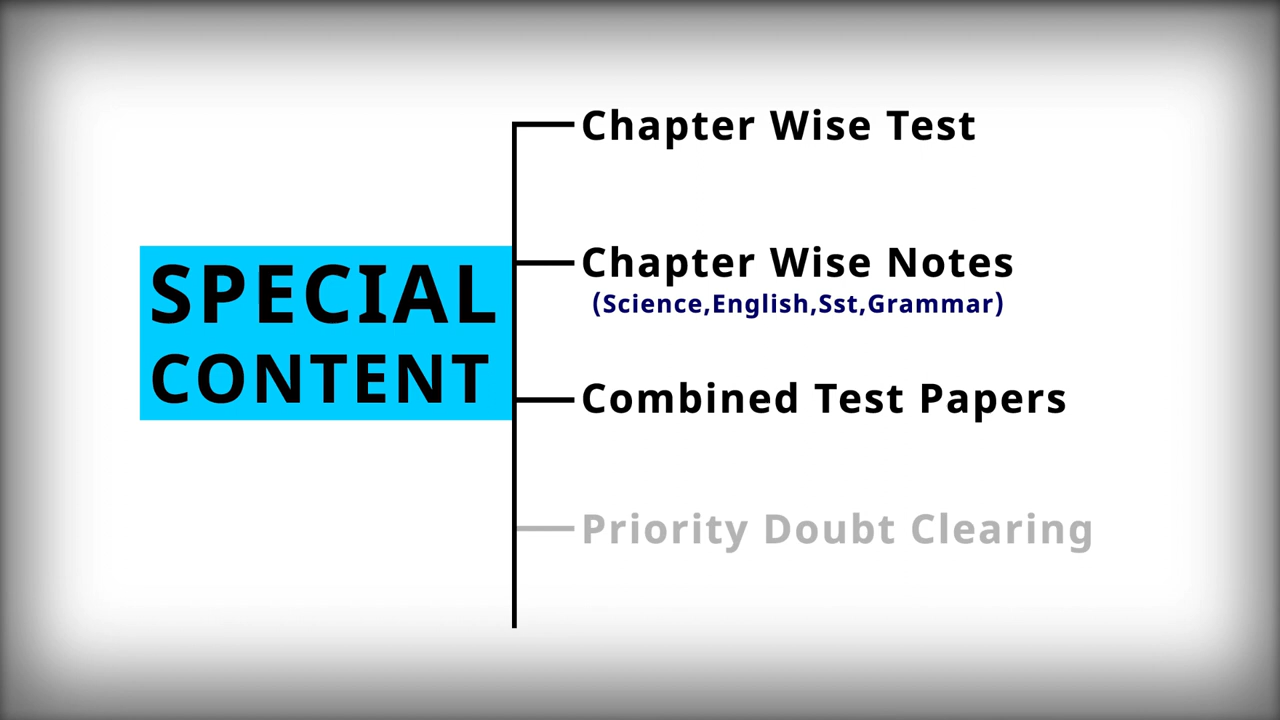 SPECIAL
CONTENT
Chapter Wise Test
Chapter Wise Notes
(Science,English,Sst,Grammar)
Combined Test Papers
Priority Doubt Clearing